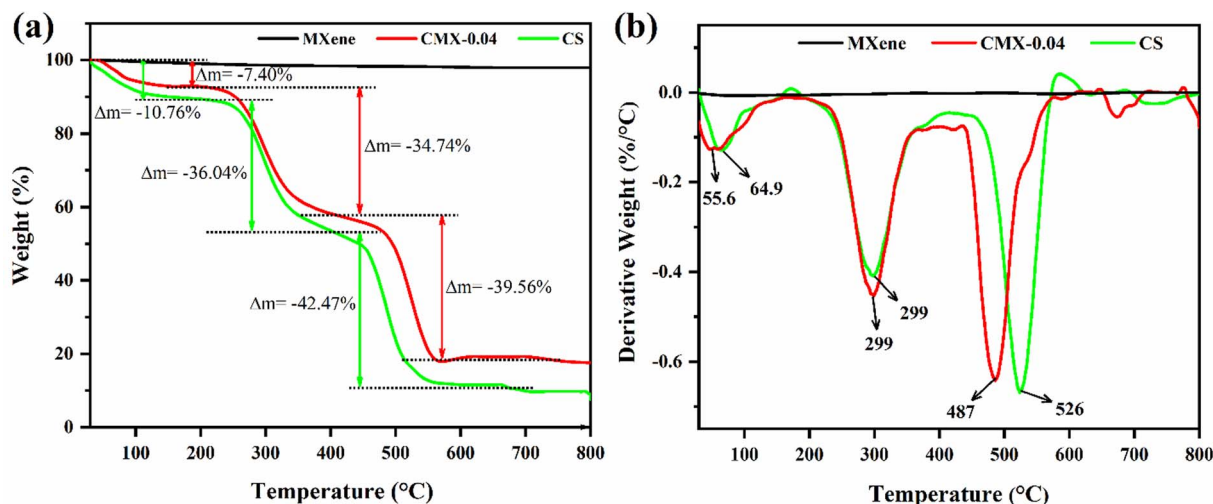 (a)
MXene CMX-0.04 CS
100
80
60
40
20
0
Weight (%)
Δm= -7.40%
Δm= -10.76%
Δm= -34.74%
Δm= -36.04%
Δm= -39.56%
Δm= -42.47%
100 200 300 400 500 600 700 800
Temperature (°C)
(b)
MXene CMX-0.04 CS
0.0
-0.2
-0.4
-0.6
Derivative Weight (%/°C)
55.6
64.9
299
299
487
526
100 200 300 400 500 600 700 800
Temperature (°C)